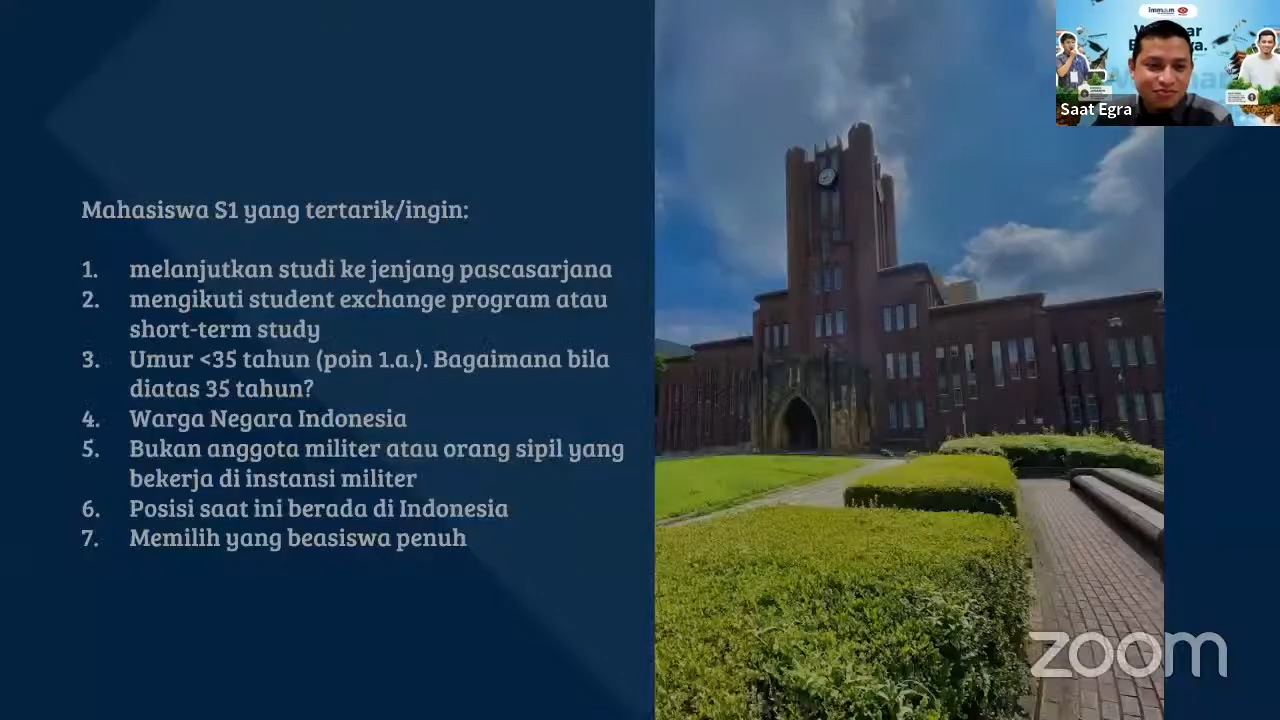 Mahasiswa S1 yang tertarik/ingin:
1. melanjutkan studi ke jenjang pascasarjana
2. mengikuti student exchange program atau
short-term study
3. Umur <35 tahun (poin 1.a.). Bagaimana bila
diatas 35 tahun?
4. Warga Negara Indonesia
5. Bukan anggota militer atau orang sipil yang
bekerja di instansi militer
6. Posisi saat ini berada di Indonesia
7. Memilih yang beasiswa penuh
Saat Egra
zoom